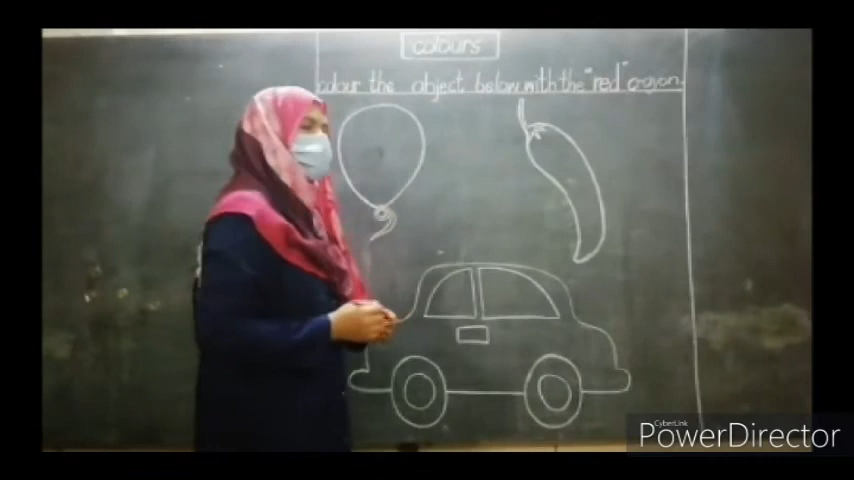 colours
colour the object below with the "red" crayon.
CyberLink
PowerDirector